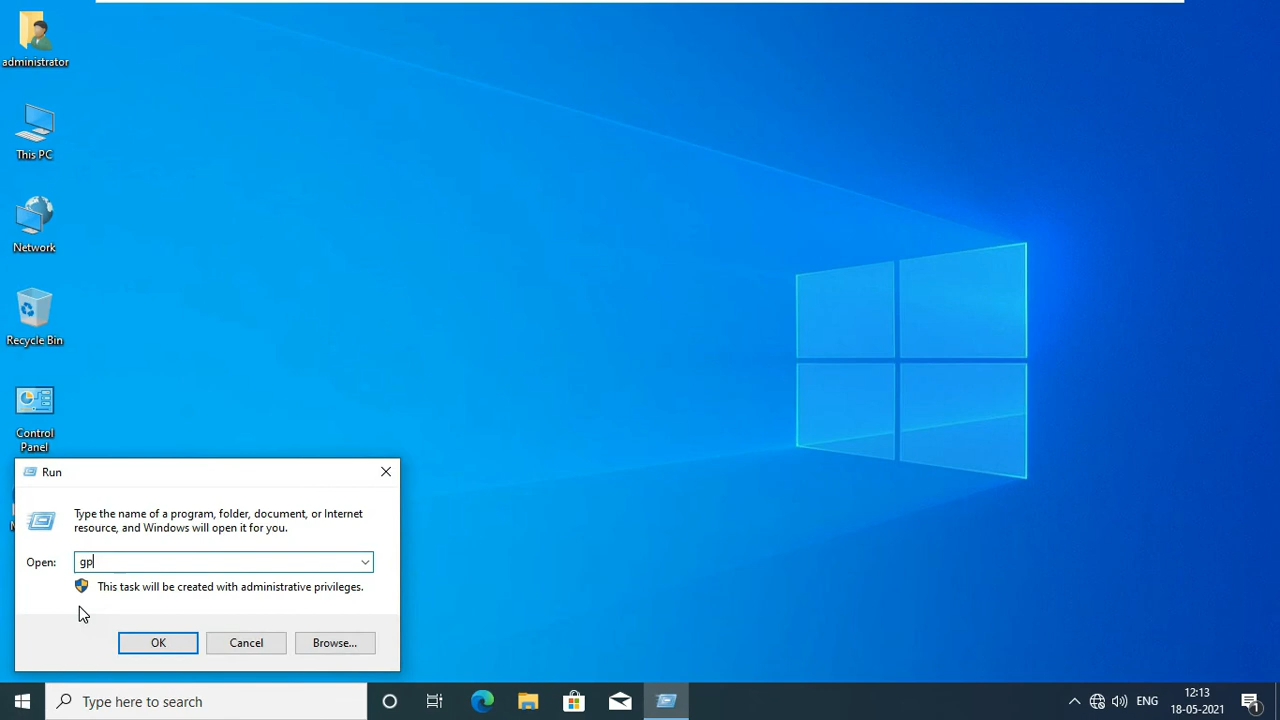 administrator
This PC
Network
Recycle Bin
Control
Panel
Run
Type the name of a program, folder, document, or Internet
resource, and Windows will open it for you.
Open:
gp
This task will be created with administrative privileges.
OK
Cancel
Browse...
Type here to search
ENG
12:13
18-05-2021
1